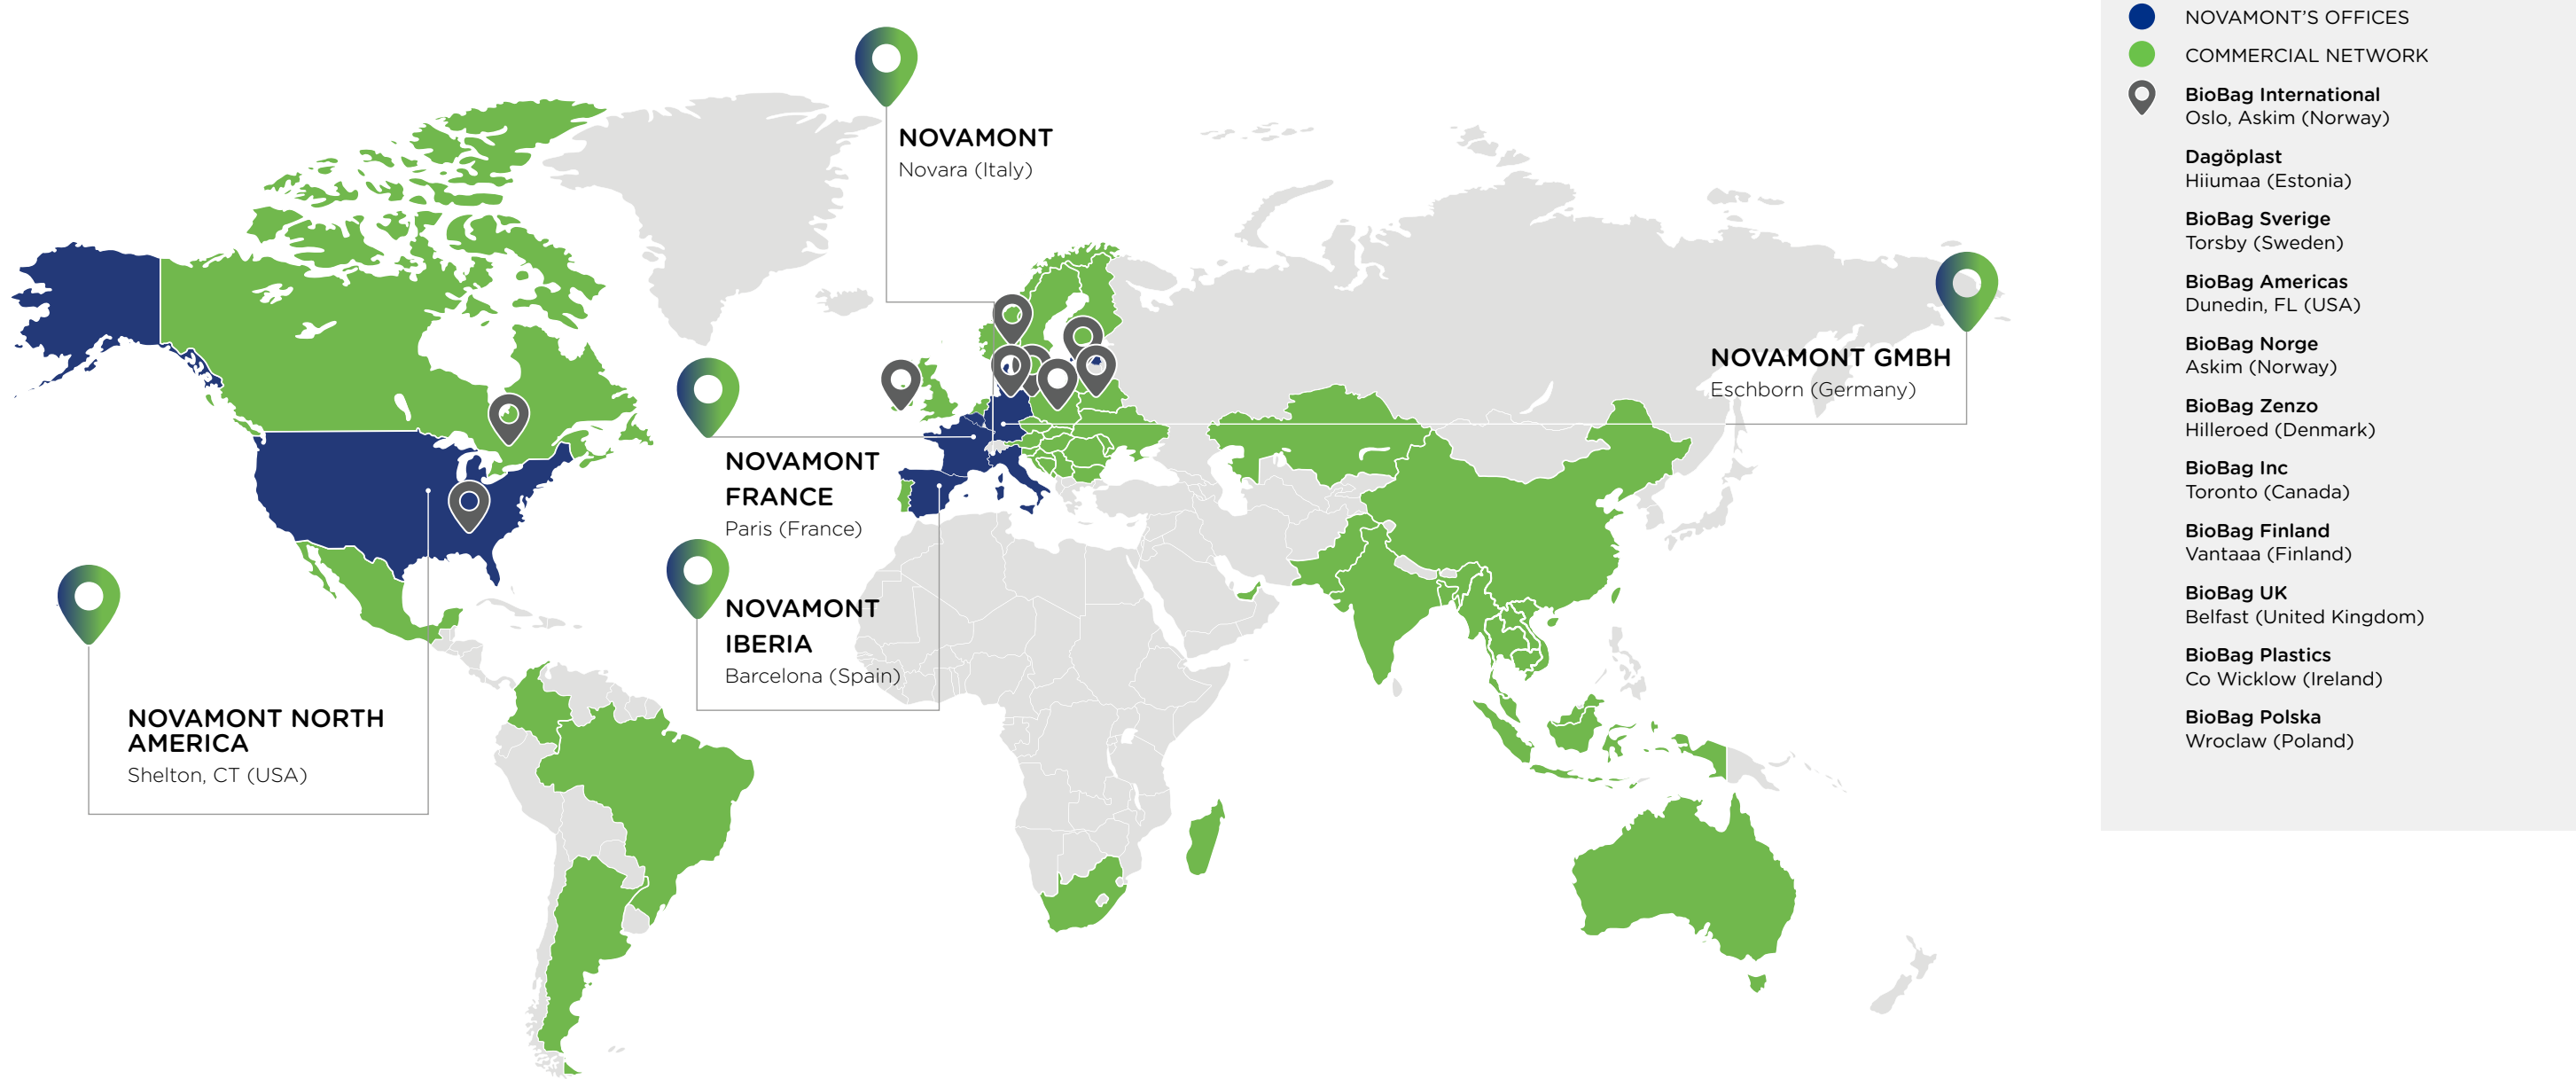 NOVAMONT
Novara (Italy)
NOVAMONT GMBH
Eschborn (Germany)
NOVAMONT
FRANCE
Paris (France)
NOVAMONT
IBERIA
Barcelona (Spain)
NOVAMONT NORTH
AMERICA
Shelton, CT (USA)
NOVAMONT'S OFFICES
COMMERCIAL NETWORK
BioBag International
Oslo, Askim (Norway)
Dagöplast
Hiiumaa (Estonia)
BioBag Sverige
Torsby (Sweden)
BioBag Americas
Dunedin, FL (USA)
BioBag Norge
Askim (Norway)
BioBag Zenzo
Hilleroed (Denmark)
BioBag Inc
Toronto (Canada)
BioBag Finland
Vantaaa (Finland)
BioBag UK
Belfast (United Kingdom)
BioBag Plastics
Co Wicklow (Ireland)
BioBag Polska
Wroclaw (Poland)